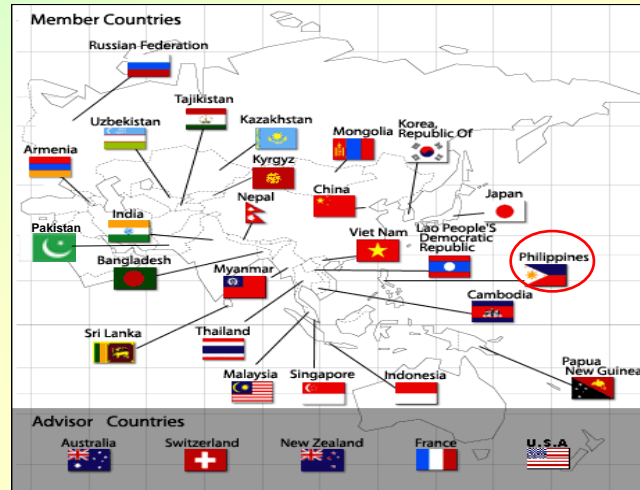 Member Countries
Russian Federation
Tajikistan
Uzbekistan
Kazakhstan
Mongolia
Korea,
Republic Of
Armenia
Kyrgyz
China
Japan
Nepal
India
Pakistan
Viet Nam
Lao People'S
Democratic
Republic
Philippines
Bangladesh
Myanmar
Cambodia
Sri Lanka
Thailand
Malaysia
Singapore
Indonesia
Papua
New Guinea
Advisor Countries
Australia
Switzerland
New Zealand
France
U.S.A